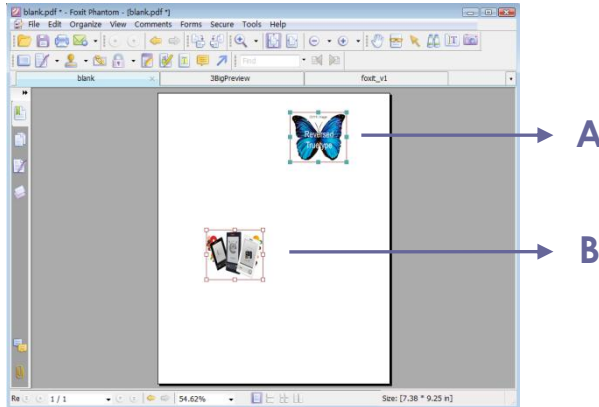 blank.pdf * - Foxit Phantom - [blank.pdf *]
File Edit Organize View Comments Forms Secure Tools Help
Find
blank
3BigPreview
foxit_v1
Reversed
Truetype
A
B
1 / 1
54.62%
Size: [7.38 * 9.25 in]